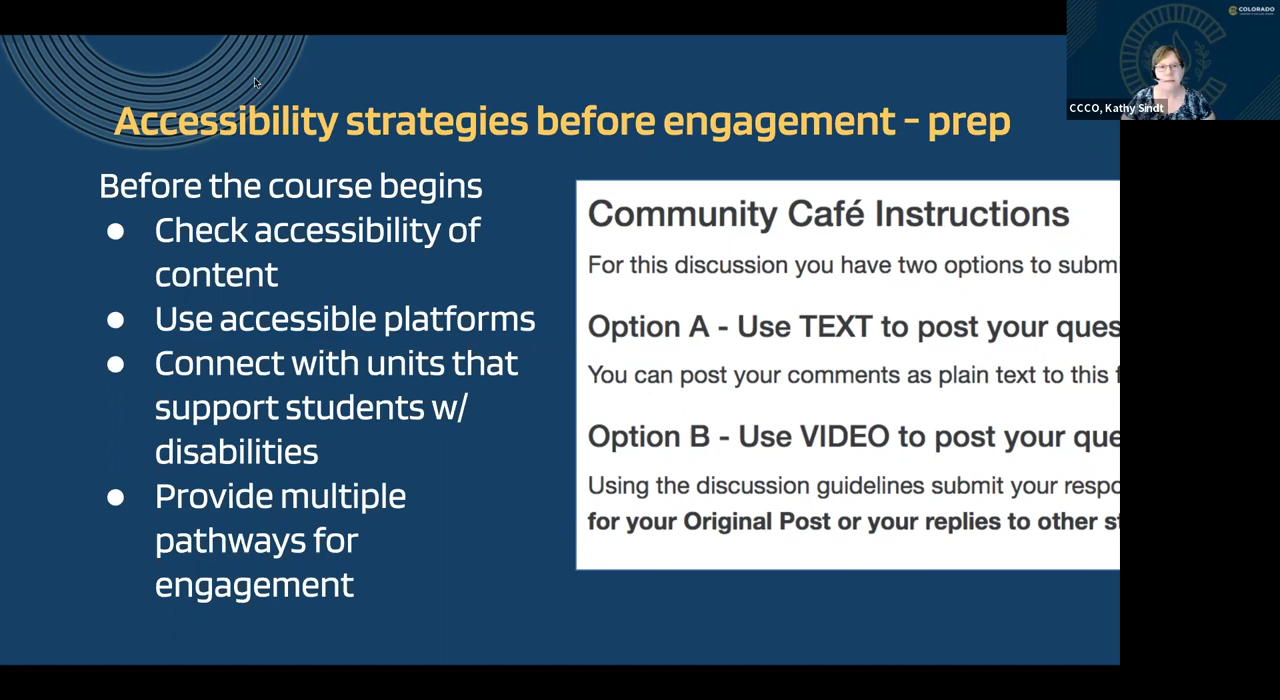 COLORADO
CCCO, Kathy Sindt
Accessibility strategies before engagement - prep
Before the course begins
● Check accessibility of
content
● Use accessible platforms
● Connect with units that
support students w/
disabilities
● Provide multiple
pathways for
engagement
Community Café Instructions
For this discussion you have two options to subm
Option A - Use TEXT to post your ques
You can post your comments as plain text to this f
Option B - Use VIDEO to post your que
Using the discussion guidelines submit your respo
for your Original Post or your replies to other st